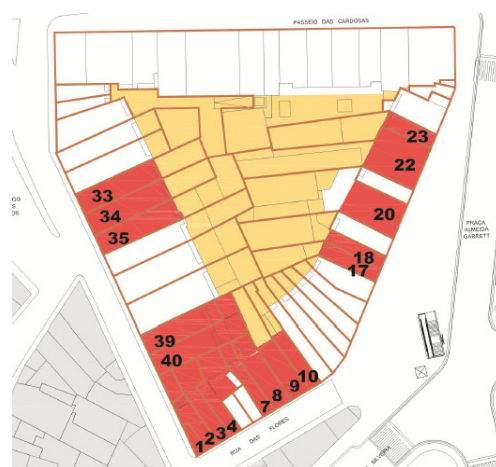 PASSEIO DAS CARDOSAS
23
22
33
34
35
20
18
17
PRAÇA
ALMEIDA
GARRETT
39
40
1 2 3 4
7 8 9 10
RUA DAS FLORES
SILVEIRA